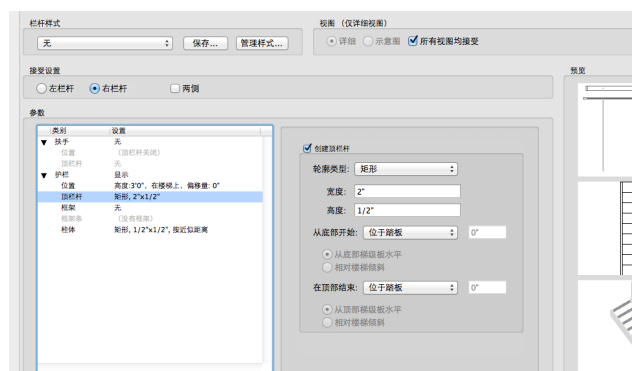 栏杆样式
视图（仅详细视图）
无
保存...
管理样式...
详细
示意图
所有视图均接受
接受设置
预览
左栏杆
右栏杆
两侧
参数
类别 设置
扶手 无
位置 （顶栏杆关闭）
顶栏杆 无
护栏 显示
位置 高度:3'0", 在楼梯上, 偏移量: 0"
顶栏杆 矩形, 2"x1/2"
框架 无
框架条 （没有框架）
柱体 矩形, 1/2"x1/2", 按近似距离
创建顶栏杆
轮廓类型: 矩形
宽度: 2"
高度: 1/2"
从底部开始: 位于踏板 0"
从底部梯级板水平
相对楼梯倾斜
在顶部结束: 位于踏板 0"
从顶部梯级板水平
相对楼梯倾斜